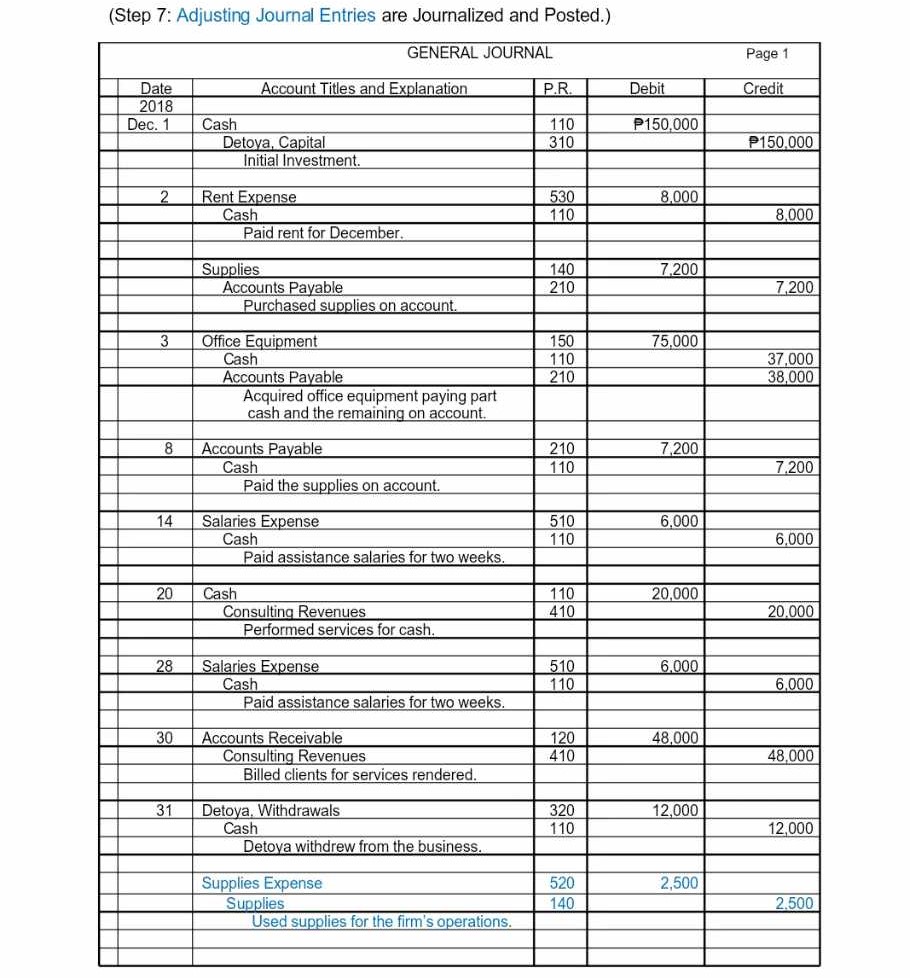 (Step 7: Adjusting Journal Entries are Journalized and Posted.)
GENERAL JOURNAL Page 1
Date Account Titles and Explanation P.R. Debit Credit
2018
Dec. 1 Cash 110 ₱150,000
Detoya, Capital 310 ₱150,000
Initial Investment.
2 Rent Expense 530 8,000
Cash 110 8,000
Paid rent for December.
Supplies 140 7,200
Accounts Payable 210 7,200
Purchased supplies on account.
3 Office Equipment 150 75,000
Cash 110 37,000
Accounts Payable 210 38,000
Acquired office equipment paying part
cash and the remaining on account.
8 Accounts Payable 210 7,200
Cash 110 7,200
Paid the supplies on account.
14 Salaries Expense 510 6,000
Cash 110 6,000
Paid assistance salaries for two weeks.
20 Cash 110 20,000
Consulting Revenues 410 20,000
Performed services for cash.
28 Salaries Expense 510 6,000
Cash 110 6,000
Paid assistance salaries for two weeks.
30 Accounts Receivable 120 48,000
Consulting Revenues 410 48,000
Billed clients for services rendered.
31 Detoya, Withdrawals 320 12,000
Cash 110 12,000
Detoya withdrew from the business.
Supplies Expense 520 2,500
Supplies 140 2,500
Used supplies for the firm's operations.